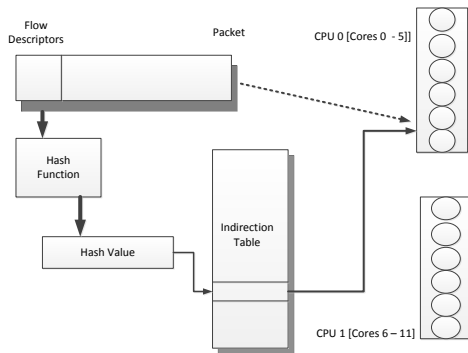 Flow
Descriptors
Packet
CPU 0 [Cores 0 - 5]]
Hash
Function
Hash Value
Indirection
Table
CPU 1 [Cores 6 – 11]